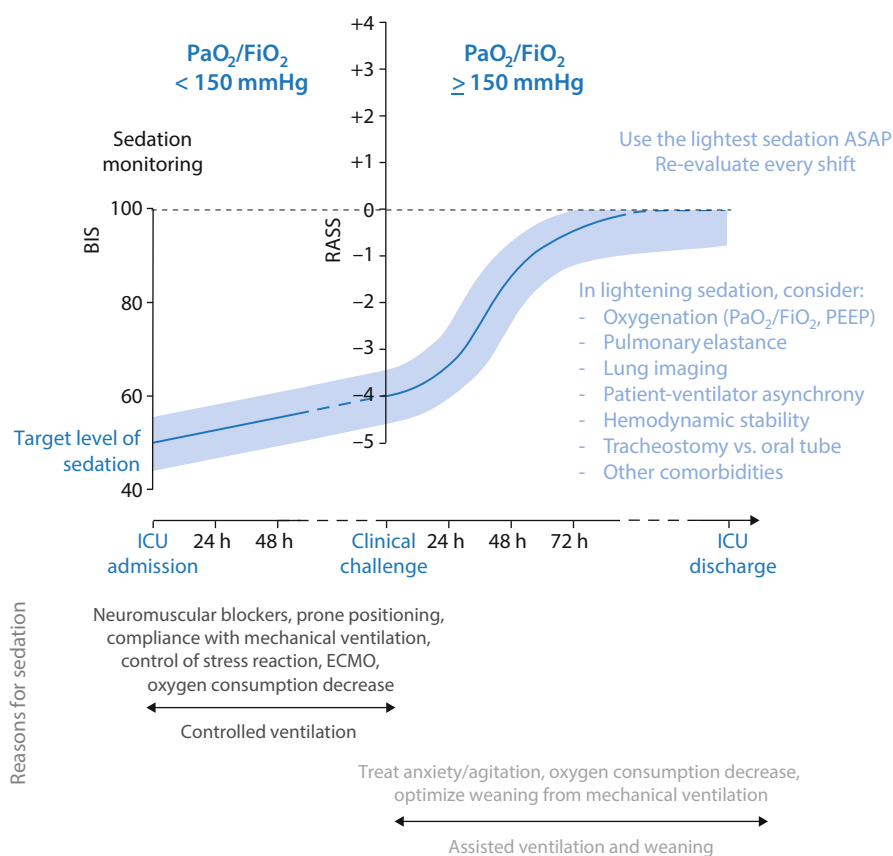 PaO₂/FiO₂
< 150 mmHg
PaO₂/FiO₂
≥ 150 mmHg
Sedation
monitoring
Use the lightest sedation ASAP
Re-evaluate every shift
BIS
100
80
60
40
RASS
+4
+3
+2
+1
0
−1
−2
−3
−4
−5
In lightening sedation, consider:
- Oxygenation (PaO₂/FiO₂, PEEP)
- Pulmonary elastance
- Lung imaging
- Patient-ventilator asynchrony
- Hemodynamic stability
- Tracheostomy vs. oral tube
- Other comorbidities
Target level of
sedation
ICU
admission
24 h
48 h
Clinical
challenge
24 h
48 h
72 h
ICU
discharge
Reasons for sedation
Neuromuscular blockers, prone positioning,
compliance with mechanical ventilation,
control of stress reaction, ECMO,
oxygen consumption decrease
Controlled ventilation
Treat anxiety/agitation, oxygen consumption decrease,
optimize weaning from mechanical ventilation
Assisted ventilation and weaning